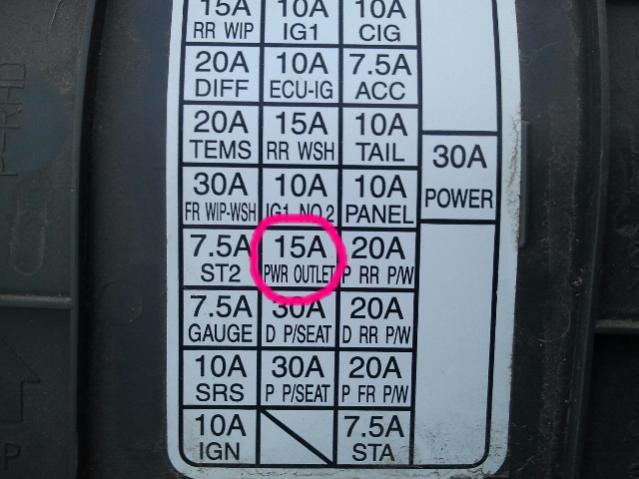 15A 10A 10A
RR WIP IG1 CIG
20A 10A 7.5A
DIFF ECU-IG ACC
20A 15A 10A
TEMS RR WSH TAIL
30A
POWER
30A 10A 10A
FR WIP-WSH IG1 NO.2 PANEL
7.5A 15A 20A
ST2 PWR OUTLET P RR P/W
7.5A 30A 20A
GAUGE D P/SEAT D RR P/W
10A 30A 20A
SRS P P/SEAT P FR P/W
10A 7.5A
IGN STA
P-RHD
P